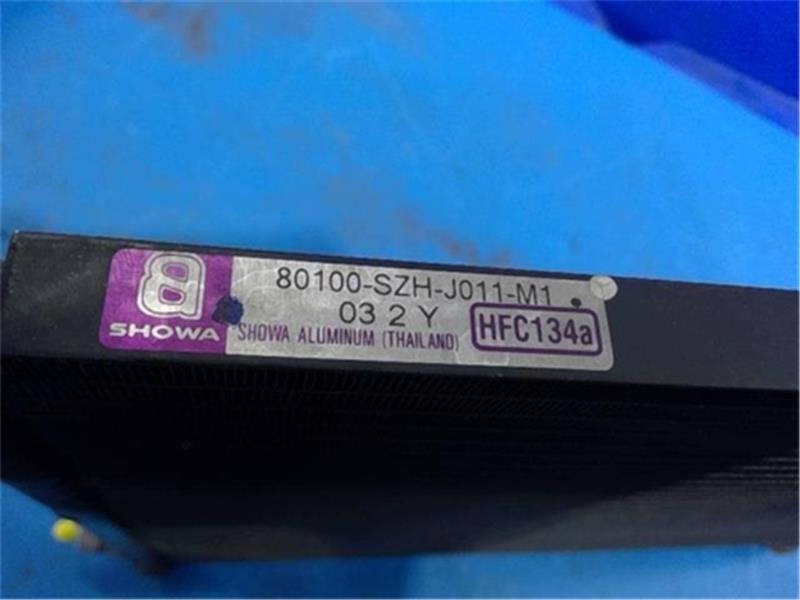 SHOWA
80100-SZH-J011-M1
03 2 Y
SHOWA ALUMINUM (THAILAND)
HFC134a